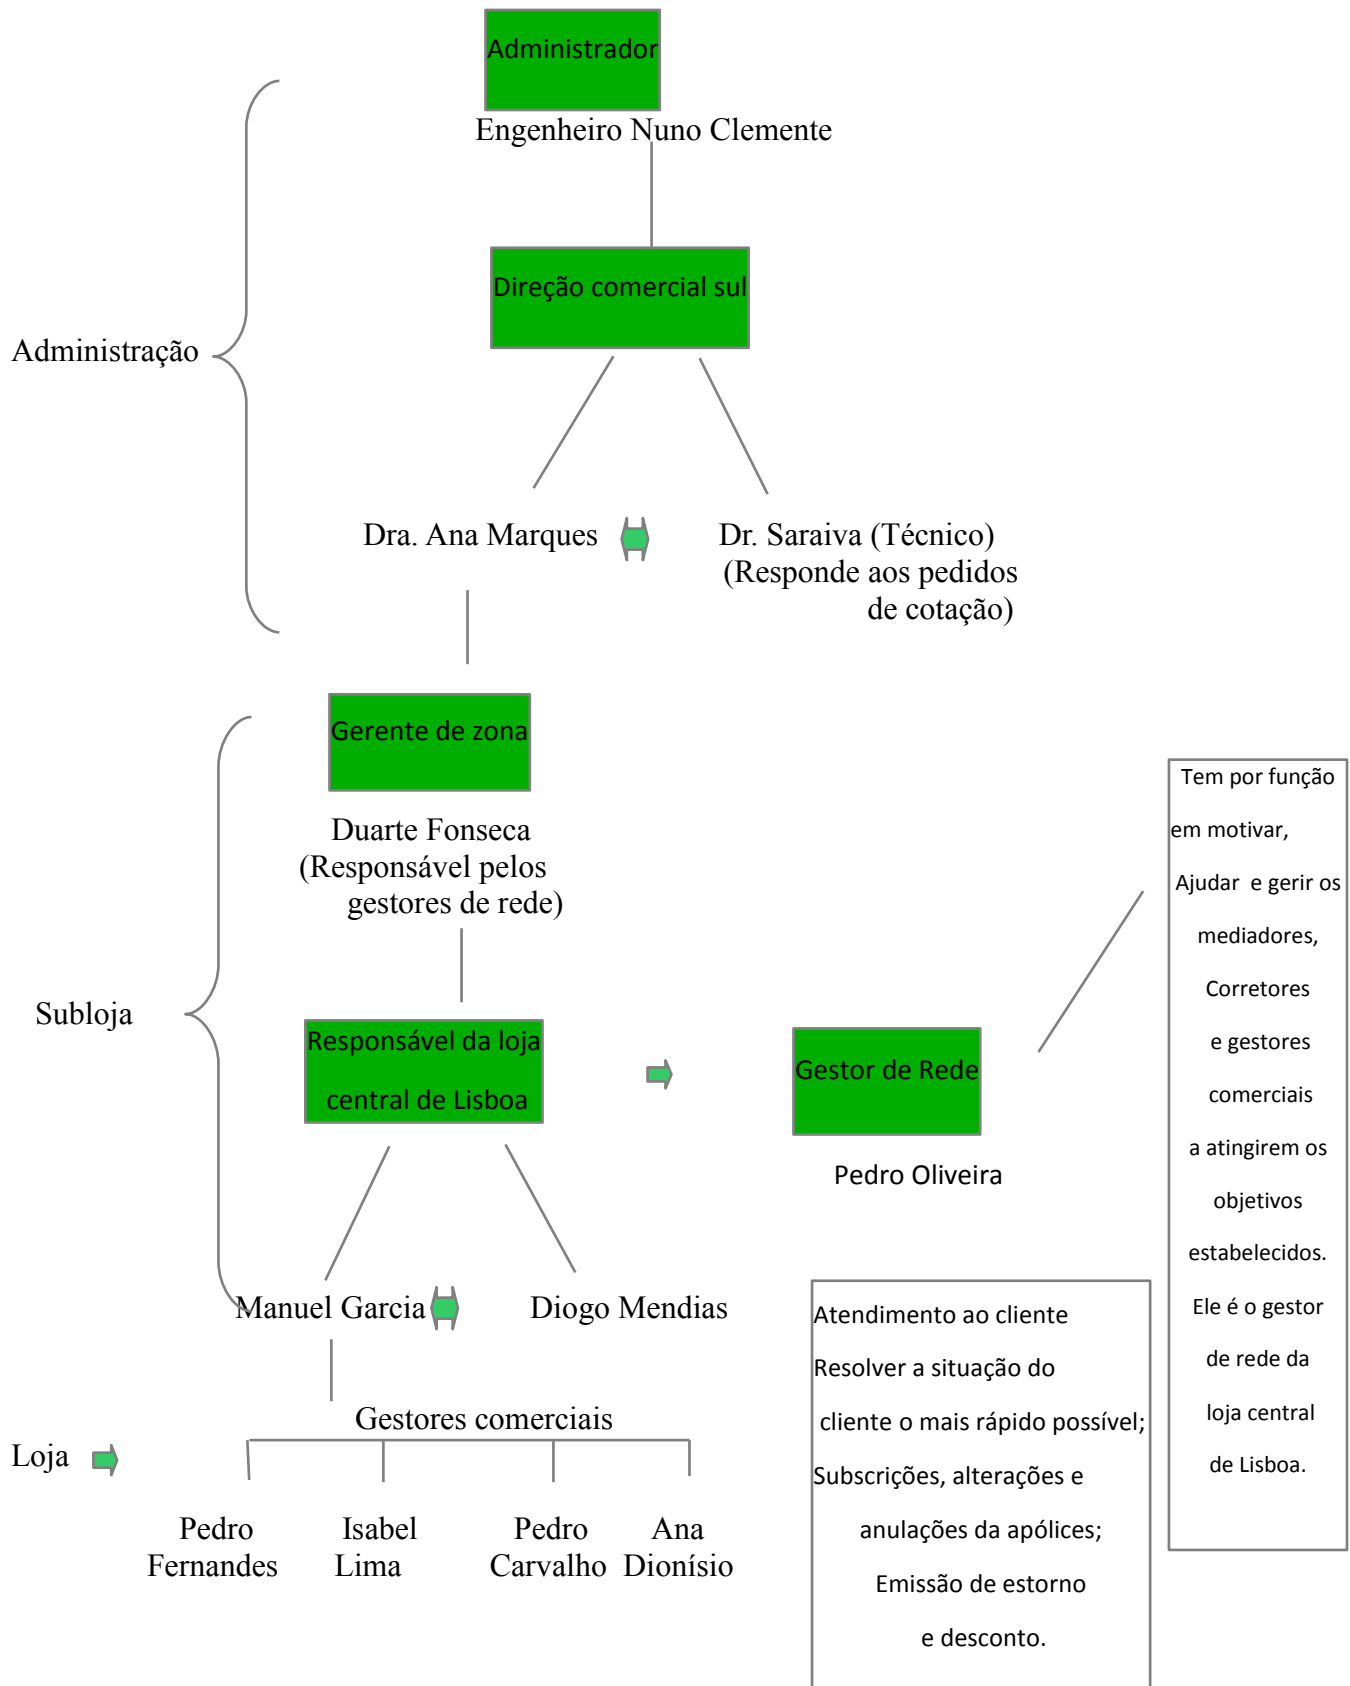 Administrador
Engenheiro Nuno Clemente
Direção comercial sul
Administração
Dra. Ana Marques
Dr. Saraiva (Técnico)
(Responde aos pedidos
de cotação)
Gerente de zona
Duarte Fonseca
(Responsável pelos
gestores de rede)
Subloja
Responsável da loja
central de Lisboa
Gestor de Rede
Pedro Oliveira
Tem por função
em motivar,
Ajudar e gerir os
mediadores,
Corretores
e gestores
comerciais
a atingirem os
objetivos
estabelecidos.
Ele é o gestor
de rede da
loja central
de Lisboa.
Manuel Garcia
Diogo Mendias
Atendimento ao cliente
Resolver a situação do
cliente o mais rápido possível;
Subscrições, alterações e
anulações da apólices;
Emissão de estorno
e desconto.
Gestores comerciais
Loja
Pedro
Fernandes
Isabel
Lima
Pedro
Carvalho
Ana
Dionísio